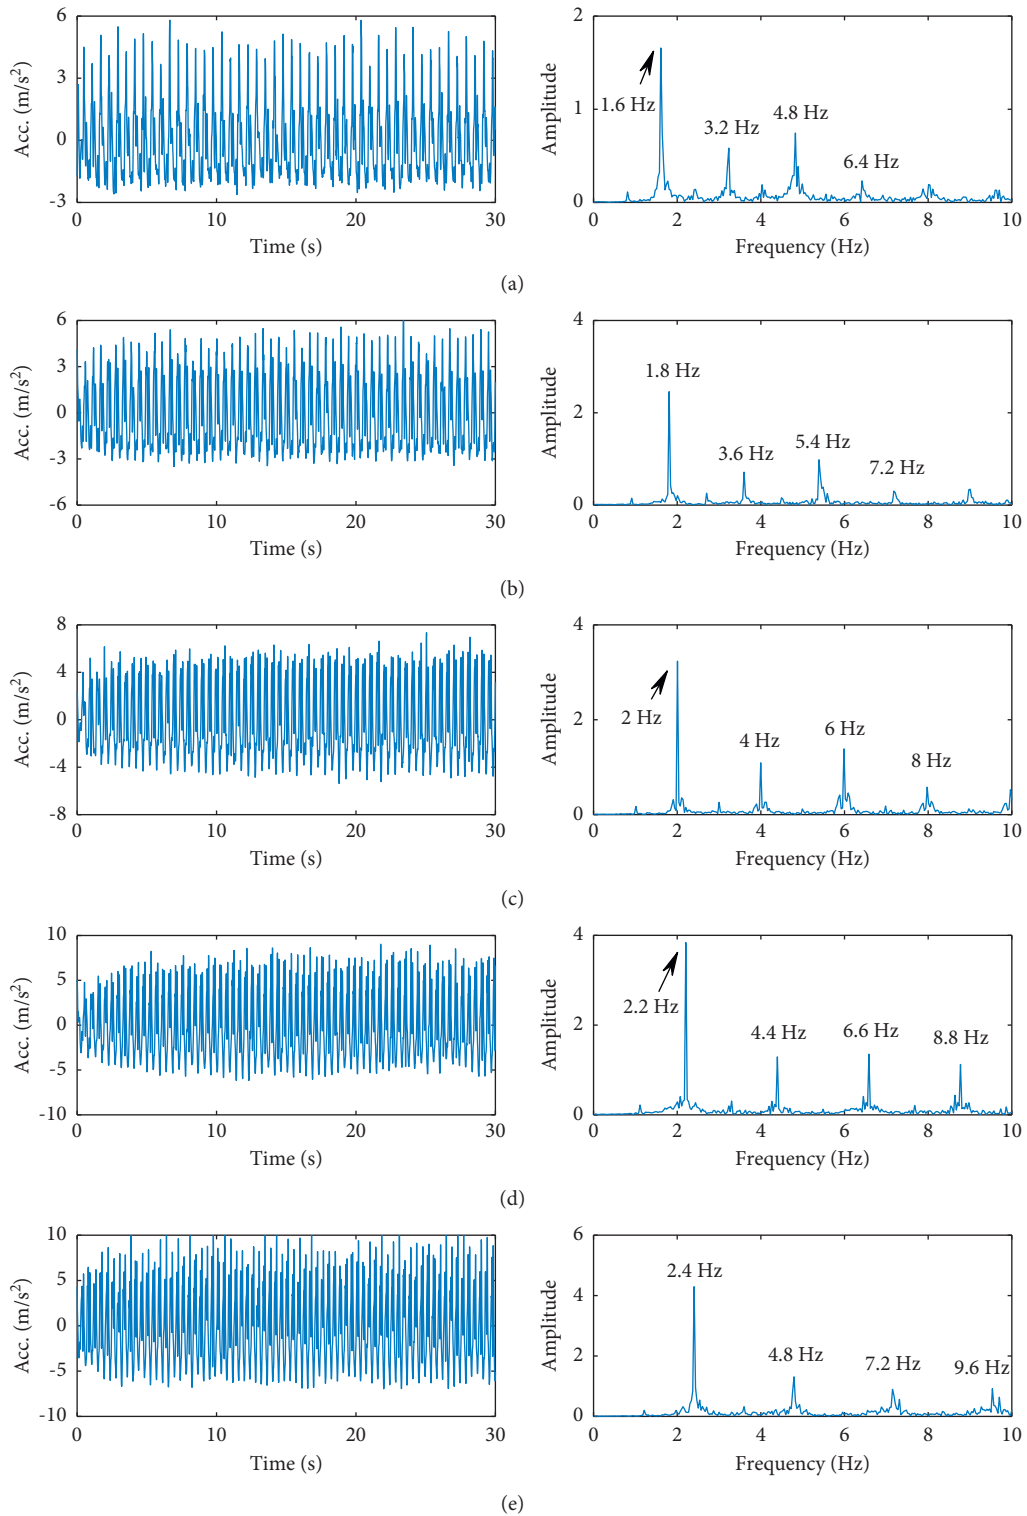 6
3
0
-3
Acc. (m/s²)
0 10 20 30
Time (s)
2
1
0
Amplitude
1.6 Hz
3.2 Hz
4.8 Hz
6.4 Hz
0 2 4 6 8 10
Frequency (Hz)
(a)
6
3
0
-3
-6
Acc. (m/s²)
0 10 20 30
Time (s)
4
2
0
Amplitude
1.8 Hz
3.6 Hz
5.4 Hz
7.2 Hz
0 2 4 6 8 10
Frequency (Hz)
(b)
8
4
0
-4
-8
Acc. (m/s²)
0 10 20 30
Time (s)
4
2
0
Amplitude
2 Hz
4 Hz
6 Hz
8 Hz
0 2 4 6 8 10
Frequency (Hz)
(c)
10
5
0
-5
-10
Acc. (m/s²)
0 10 20 30
Time (s)
4
2
0
Amplitude
2.2 Hz
4.4 Hz
6.6 Hz
8.8 Hz
0 2 4 6 8 10
Frequency (Hz)
(d)
10
5
0
-5
-10
Acc. (m/s²)
0 10 20 30
Time (s)
6
4
2
0
Amplitude
2.4 Hz
4.8 Hz
7.2 Hz
9.6 Hz
0 2 4 6 8 10
Frequency (Hz)
(e)